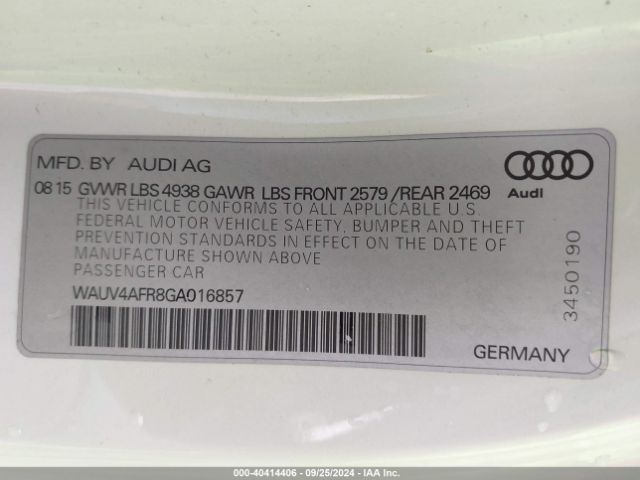 MFD. BY AUDI AG
08 15 GVWR LBS 4938 GAWR LBS FRONT 2579 /REAR 2469
Audi
THIS VEHICLE CONFORMS TO ALL APPLICABLE U.S.
FEDERAL MOTOR VEHICLE SAFETY, BUMPER AND THEFT
PREVENTION STANDARDS IN EFFECT ON THE DATE OF
MANUFACTURE SHOWN ABOVE
PASSENGER CAR
WAUV4AFR8GA016857
3450190
GERMANY
000-40414406 - 09/25/2024 - IAA Inc.